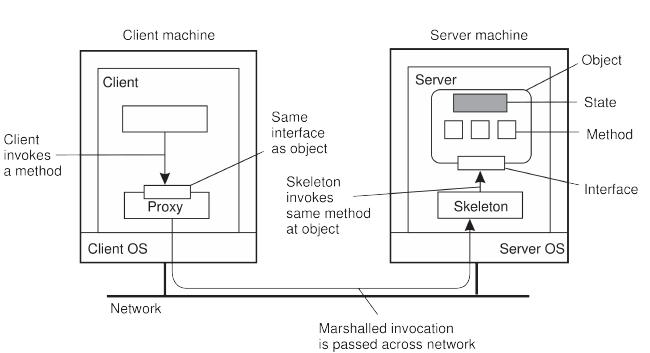 Client machine
Server machine
Object
Client
Server
State
Same
interface
as object
Method
Client
invokes
a method
Skeleton
invokes
same method
at object
Interface
Proxy
Skeleton
Client OS
Server OS
Network
Marshalled invocation
is passed across network